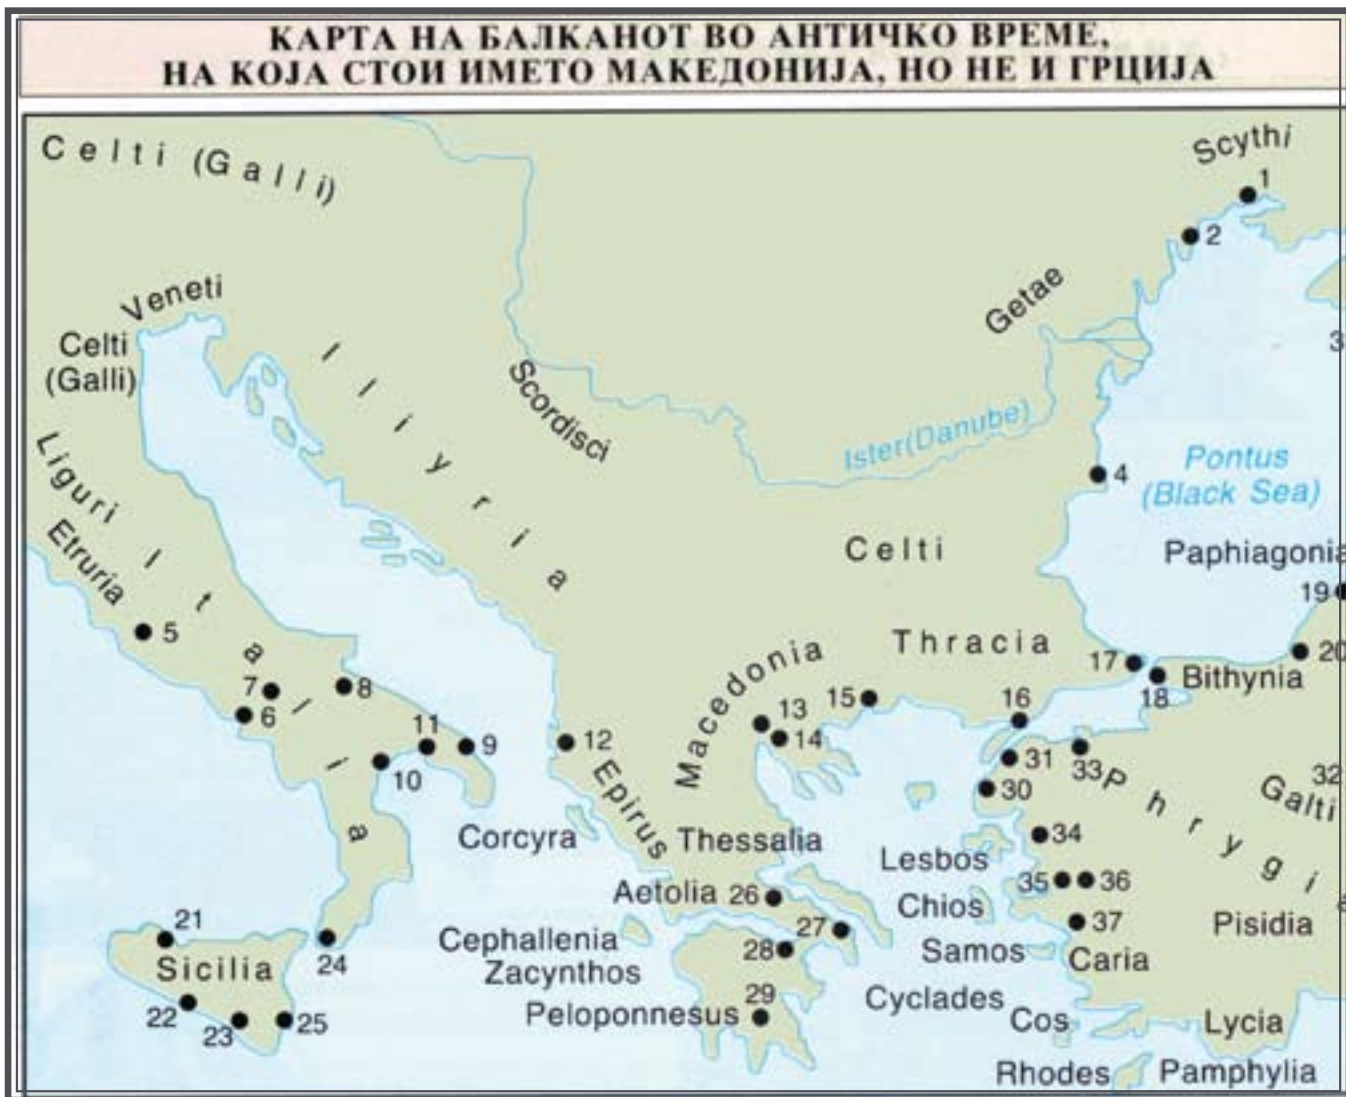 КАРТА НА БАЛКАНОТ ВО АНТИЧКО ВРЕМЕ,
НА КОЈА СТОИ ИМЕТО МАКЕДОНИЈА, НО НЕ И ГРЦИЈА
Celti (Galli)
Scythi
1
2
Getae
Veneti
Celti
(Galli)
3
Illyria
Scordisci
Ister(Danube)
Pontus
(Black Sea)
4
Liguri
Etruria
Italia
Celti
Paphiagonia
19
5
Thracia
17
18
Bithynia
20
Macedonia
7
8
6
15
16
13
14
11
9
10
12
31
33
30
Phrygia
32
Galti
Epirus
Corcyra
Thessalia
34
Lesbos
Aetolia
26
35
36
Chios
27
37
Pisidia
21
24
Cephallenia
28
Samos
Caria
Sicilia
Zacynthos
22
23
25
29
Peloponnesus
Cyclades
Cos
Lycia
Rhodes
Pamphylia